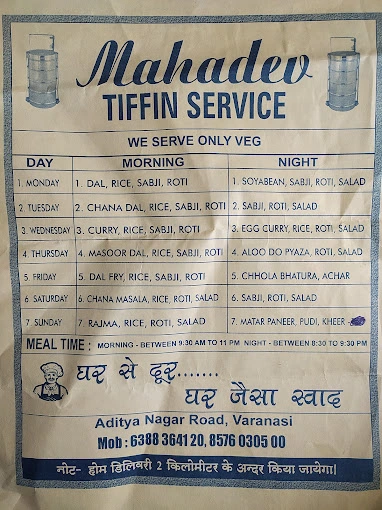 Mahadev
TIFFIN SERVICE
WE SERVE ONLY VEG
DAY MORNING NIGHT
1. MONDAY 1. DAL, RICE, SABJI, ROTI 1. SOYABEAN, SABJI, ROTI, SALAD
2. TUESDAY 2. CHANA DAL, RICE, SABJI, ROTI 2. SABJI, ROTI, SALAD
3. WEDNESDAY 3. CURRY, RICE, SABJI, ROTI 3. EGG CURRY, RICE, ROTI, SALAD
4. THURSDAY 4. MASOOR DAL, RICE, SABJI, ROTI 4. ALOO DO PYAZA, ROTI, SALAD
5. FRIDAY 5. DAL FRY, RICE, SABJI, ROTI 5. CHHOLA BHATURA, ACHAR
6. SATURDAY 6. CHANA MASALA, RICE, ROTI, SALAD 6. SABJI, ROTI, SALAD
7. SUNDAY 7. RAJMA, RICE, ROTI, SALAD 7. MATAR PANEER, PUDI, KHEER
MEAL TIME : MORNING - BETWEEN 9:30 AM TO 11 PM NIGHT - BETWEEN 8:30 TO 9:30 PM
घर से दूर.......
घर जैसा स्वाद
Aditya Nagar Road, Varanasi
Mob : 6388 3641 20, 8576 0305 00
नोट- होम डिलिवरी 2 किलोमीटर के अन्दर किया जायेगा।